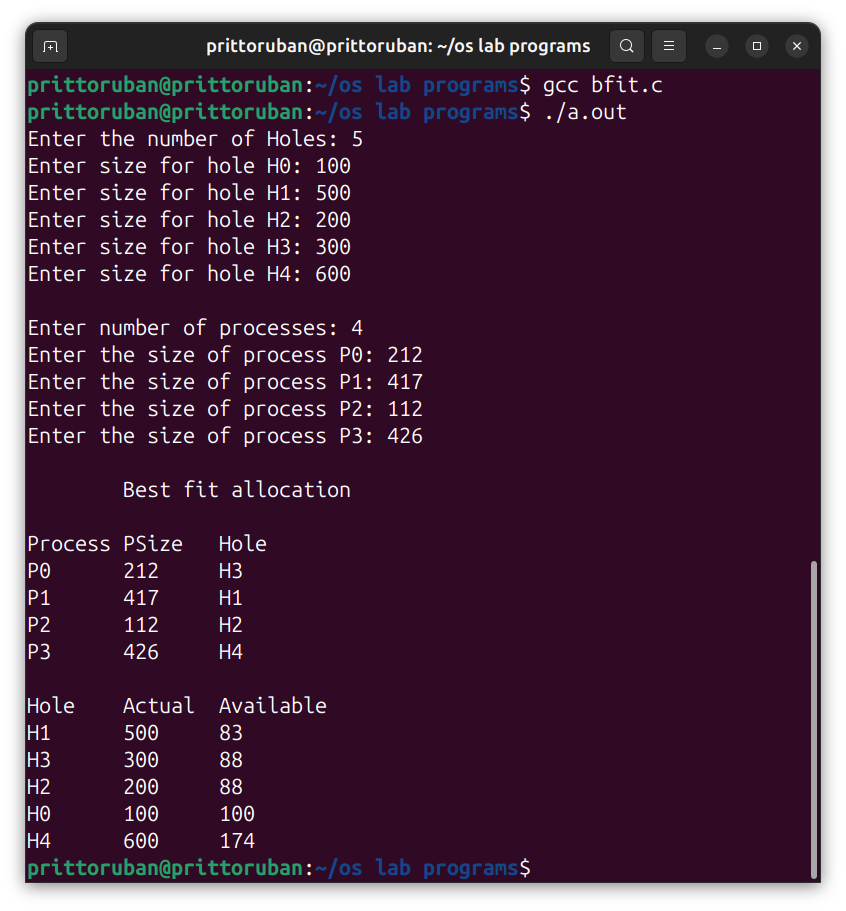 prittoruban@prittoruban: ~/os lab programs
prittoruban@prittoruban:~/os lab programs$ gcc bfit.c
prittoruban@prittoruban:~/os lab programs$ ./a.out
Enter the number of Holes: 5
Enter size for hole H0: 100
Enter size for hole H1: 500
Enter size for hole H2: 200
Enter size for hole H3: 300
Enter size for hole H4: 600

Enter number of processes: 4
Enter the size of process P0: 212
Enter the size of process P1: 417
Enter the size of process P2: 112
Enter the size of process P3: 426

        Best fit allocation

Process PSize   Hole
P0      212     H3
P1      417     H1
P2      112     H2
P3      426     H4

Hole    Actual  Available
H1      500     83
H3      300     88
H2      200     88
H0      100     100
H4      600     174
prittoruban@prittoruban:~/os lab programs$